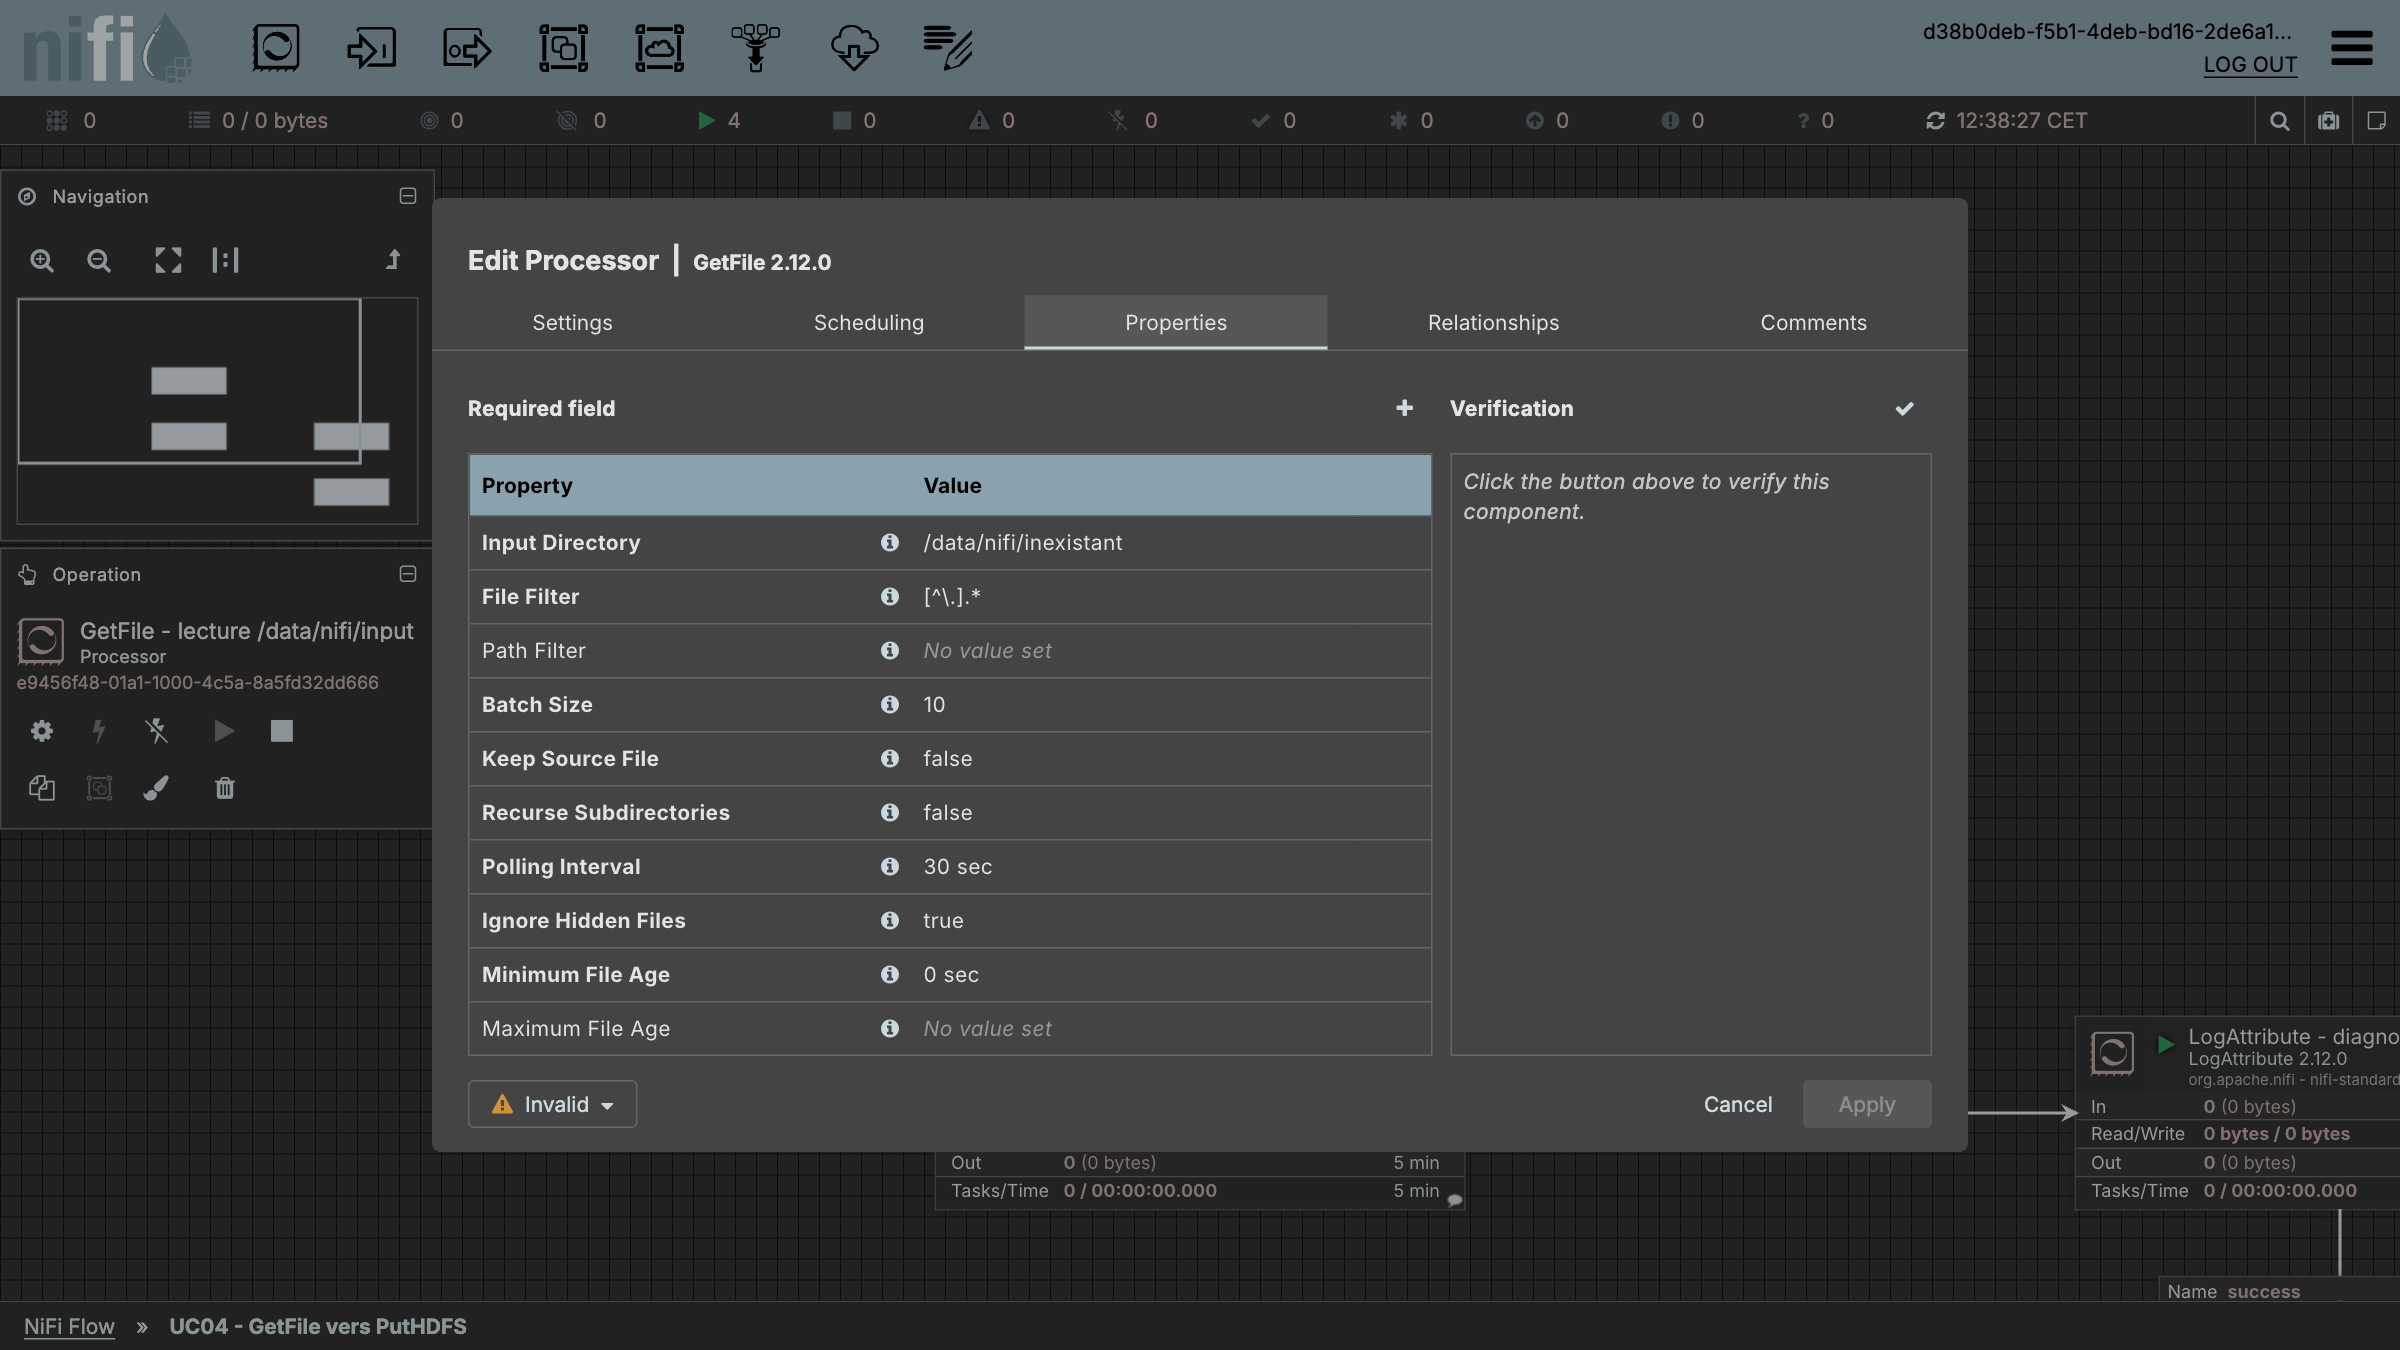 nifi
d38b0deb-f5b1-4deb-bd16-2de6a1...
LOG OUT
0
0 / 0 bytes
0
0
4
0
0
0
0
0
0
0
? 0
12:38:27 CET
Navigation
Operation
GetFile - lecture /data/nifi/input
Processor
e9456f48-01a1-1000-4c5a-8a5fd32dd666
Edit Processor | GetFile 2.12.0
Settings
Scheduling
Properties
Relationships
Comments
Required field
Verification
Property Value
Input Directory /data/nifi/inexistant
File Filter [^\.].*
Path Filter No value set
Batch Size 10
Keep Source File false
Recurse Subdirectories false
Polling Interval 30 sec
Ignore Hidden Files true
Minimum File Age 0 sec
Maximum File Age No value set
Click the button above to verify this
component.
Invalid
Cancel
Apply
Out 0 (0 bytes) 5 min
Tasks/Time 0 / 00:00:00.000 5 min
LogAttribute - diagno
LogAttribute 2.12.0
org.apache.nifi - nifi-standard
In 0 (0 bytes)
Read/Write 0 bytes / 0 bytes
Out 0 (0 bytes)
Tasks/Time 0 / 00:00:00.000
Name success
NiFi Flow » UC04 - GetFile vers PutHDFS